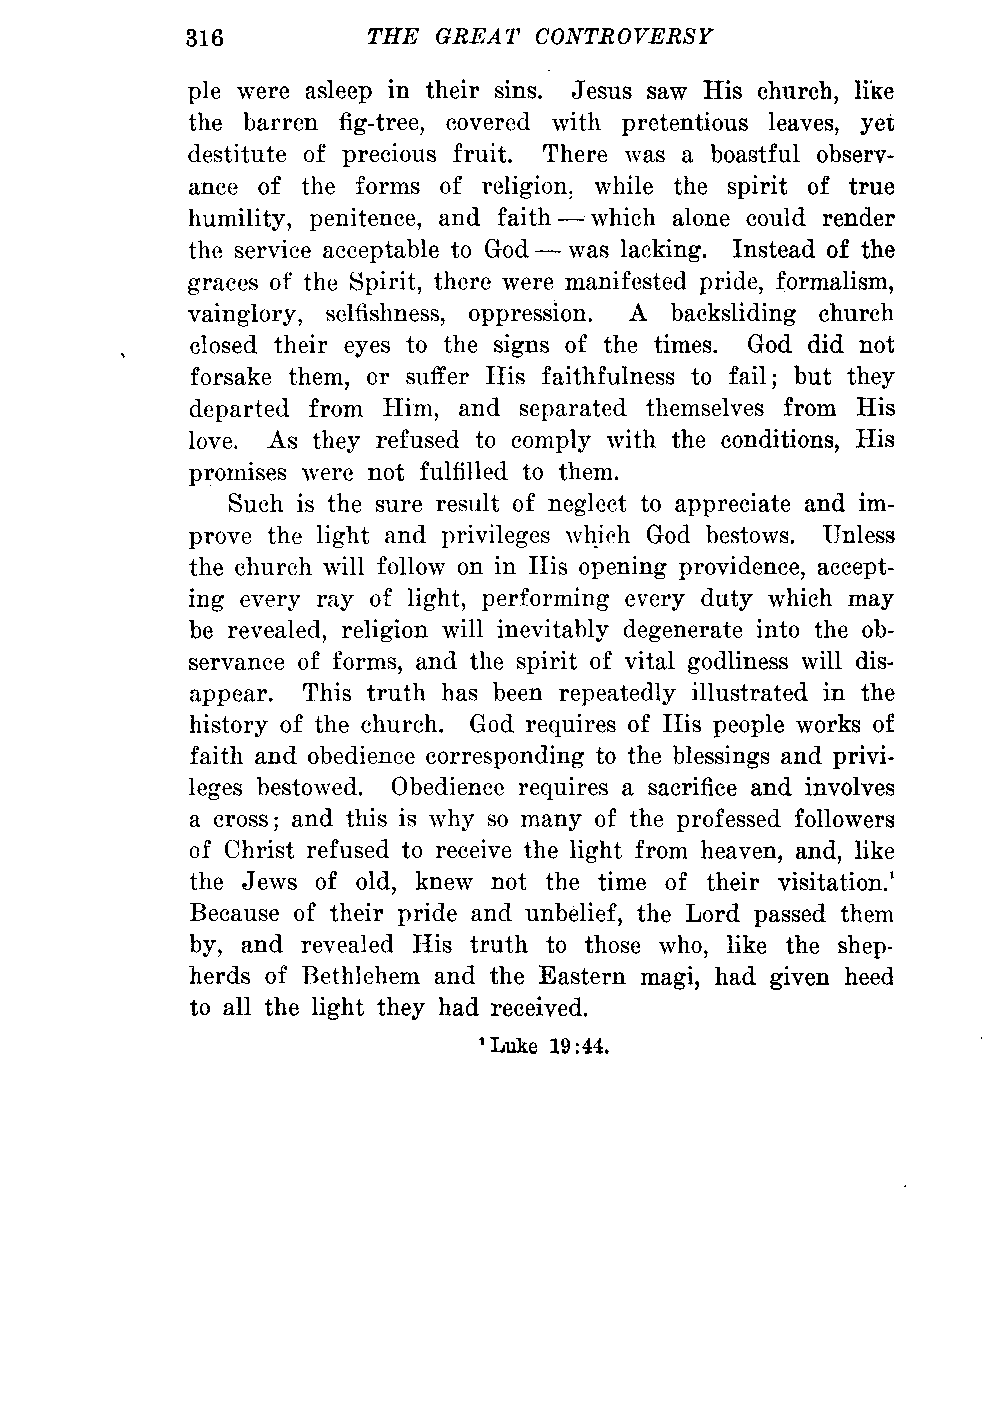 316 THE GREAT CONTROVERSY
ple were asleep in their sins. Jesus saw His church, like
the barren fig-tree, covered with pretentious leaves, yet
destitute of precious fruit. There was a boastful observ-
ance of the forms of religion, while the spirit of true
humility, penitence, and faith — which alone could render
the service acceptable to God — was lacking. Instead of the
graces of the Spirit, there were manifested pride, formalism,
vainglory, selfishness, oppression. A backsliding church
closed their eyes to the signs of the times. God did not
forsake them, or suffer His faithfulness to fail; but they
departed from Him, and separated themselves from His
love. As they refused to comply with the conditions, His
promises were not fulfilled to them.
Such is the sure result of neglect to appreciate and im-
prove the light and privileges which God bestows. Unless
the church will follow on in His opening providence, accept-
ing every ray of light, performing every duty which may
be revealed, religion will inevitably degenerate into the ob-
servance of forms, and the spirit of vital godliness will dis-
appear. This truth has been repeatedly illustrated in the
history of the church. God requires of His people works of
faith and obedience corresponding to the blessings and privi-
leges bestowed. Obedience requires a sacrifice and involves
a cross; and this is why so many of the professed followers
of Christ refused to receive the light from heaven, and, like
the Jews of old, knew not the time of their visitation.¹
Because of their pride and unbelief, the Lord passed them
by, and revealed His truth to those who, like the shep-
herds of Bethlehem and the Eastern magi, had given heed
to all the light they had received.
¹ Luke 19:44.